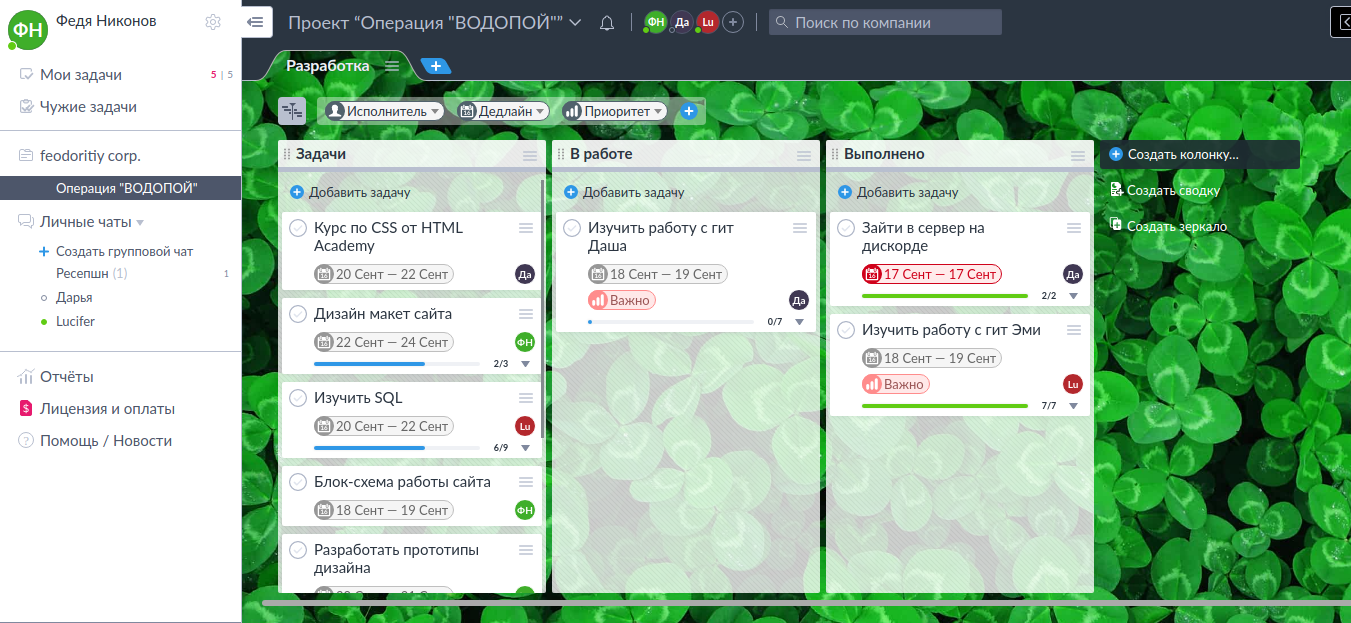 ФН
Федя Никонов
Мои задачи
5 | 5
Чужие задачи
feodoritiy corp.
Операция "ВОДОПОЙ"
Личные чаты
Создать групповой чат
Ресепшн (1)
1
Дарья
Lucifer
Отчёты
$ Лицензия и оплаты
? Помощь / Новости
Проект “Операция "ВОДОПОЙ"”
ФН Да Lu +
Поиск по компании
Разработка
+
Исполнитель
Дедлайн
Приоритет
+
Задачи
+ Добавить задачу
Курс по CSS от HTML
Academy
20 Сент — 22 Сент
Да
Дизайн макет сайта
22 Сент — 24 Сент
ФН
2/3
Изучить SQL
20 Сент — 22 Сент
Lu
6/9
Блок-схема работы сайта
18 Сент — 19 Сент
ФН
Разработать прототипы
дизайна
В работе
+ Добавить задачу
Изучить работу с гит
Даша
18 Сент — 19 Сент
Важно
Да
0/7
Выполнено
+ Добавить задачу
Зайти в сервер на
дискорде
17 Сент — 17 Сент
Да
2/2
Изучить работу с гит Эми
18 Сент — 19 Сент
Важно
Lu
7/7
+ Создать колонку...
Создать сводку
Создать зеркало